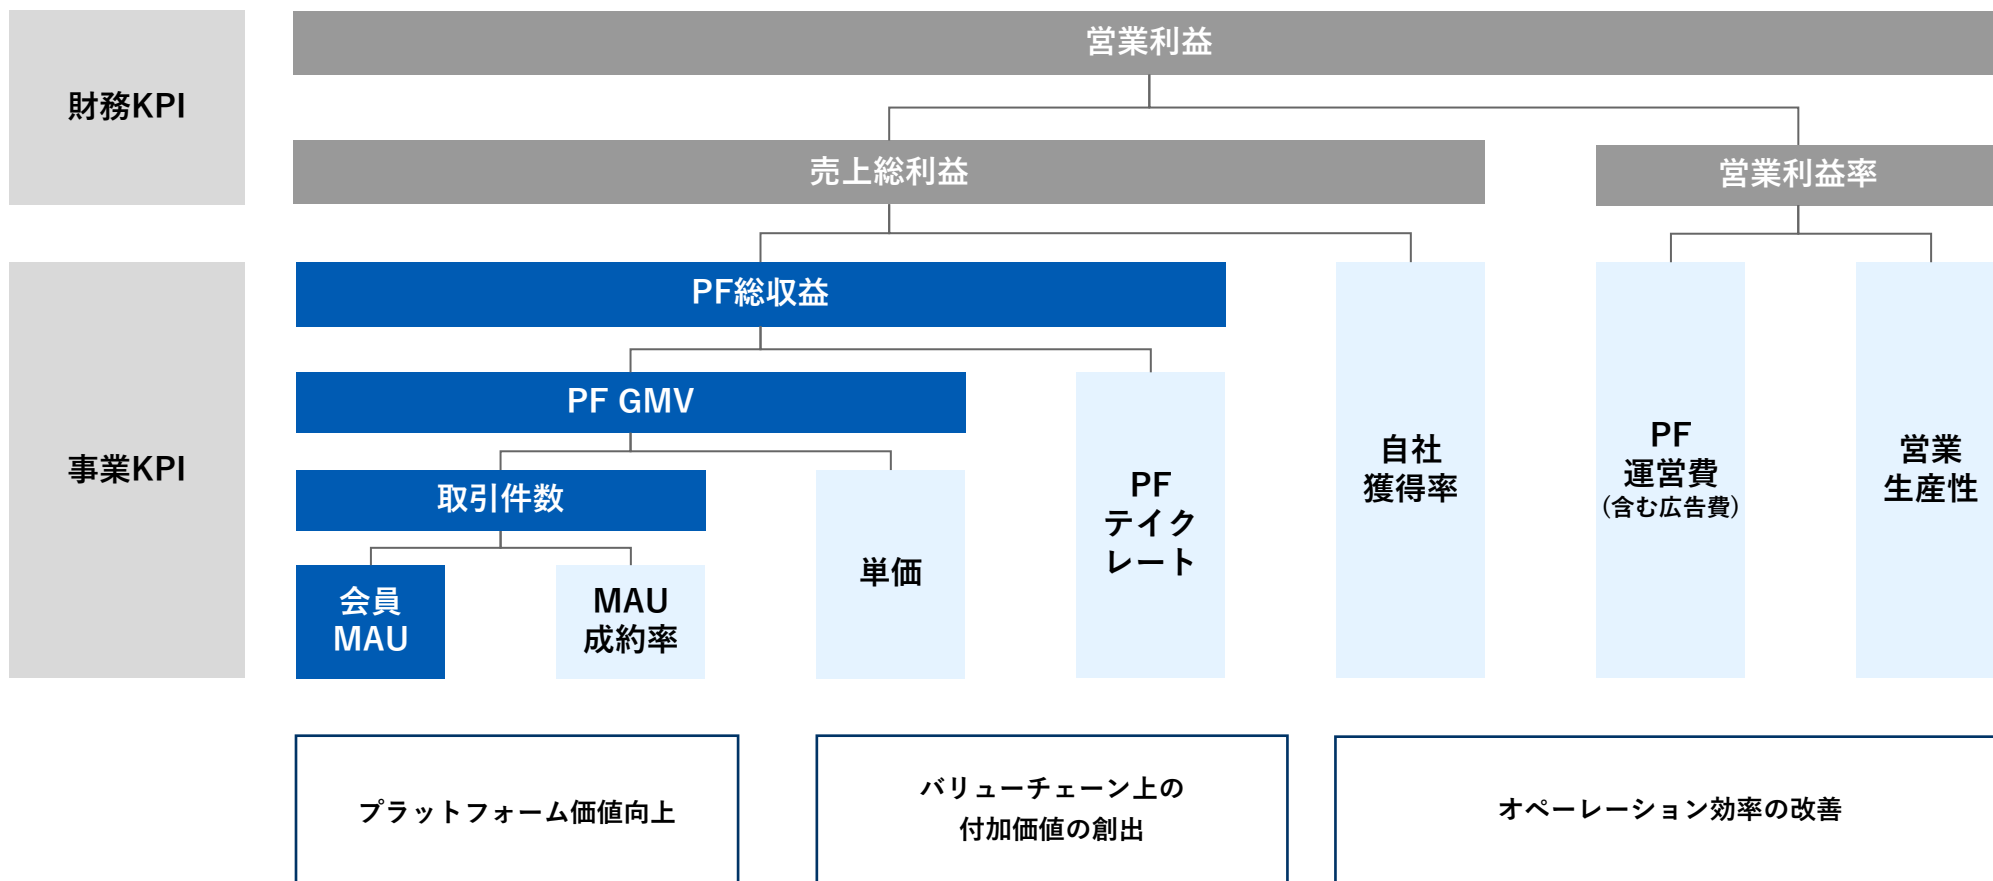 財務KPI
営業利益
売上総利益
営業利益率
事業KPI
PF総収益
PF GMV
取引件数
会員
MAU
MAU
成約率
単価
PF
テイク
レート
自社
獲得率
PF
運営費
(含む広告費)
営業
生産性
プラットフォーム価値向上
バリューチェーン上の
付加価値の創出
オペレーション効率の改善